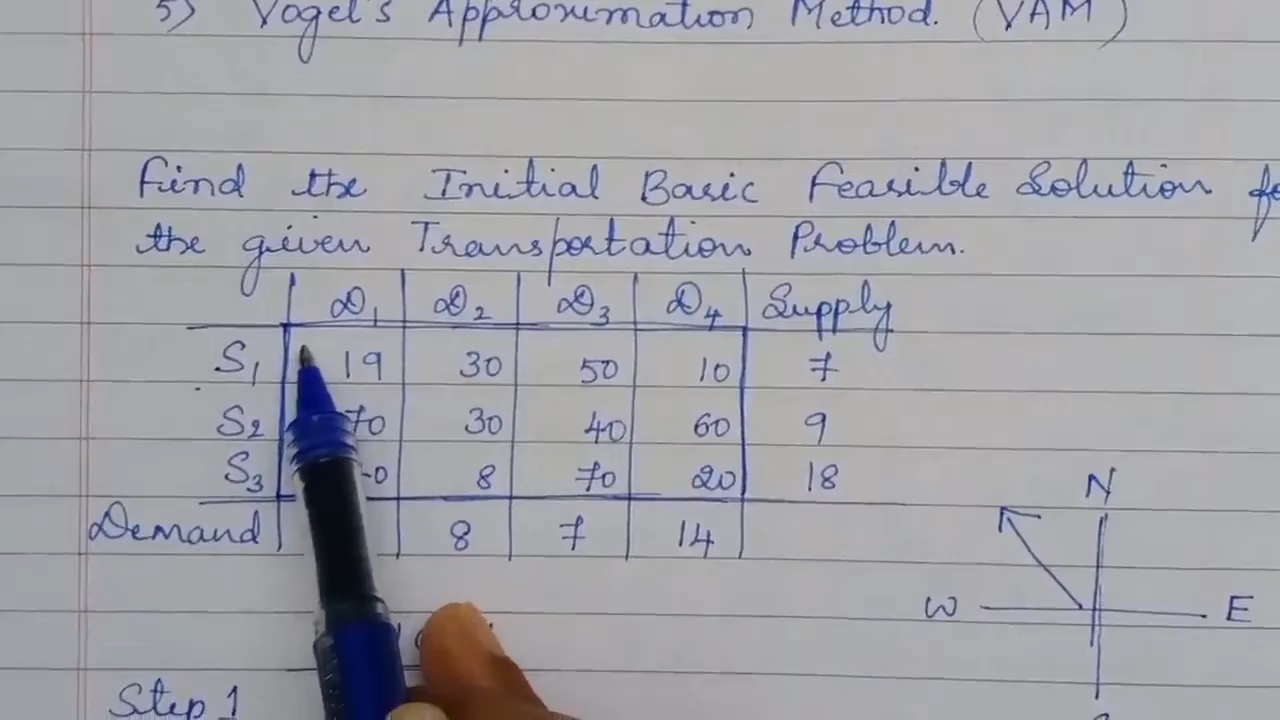 5) Vogel's Approximation Method. (VAM)
Find the Initial Basic Feasible Solution
the given Transportation Problem.
D1 D2 D3 D4 Supply
S1 19 30 50 10 7
S2 70 30 40 60 9
S3 8 70 20 18
Demand 8 7 14
N
W E
Step 1